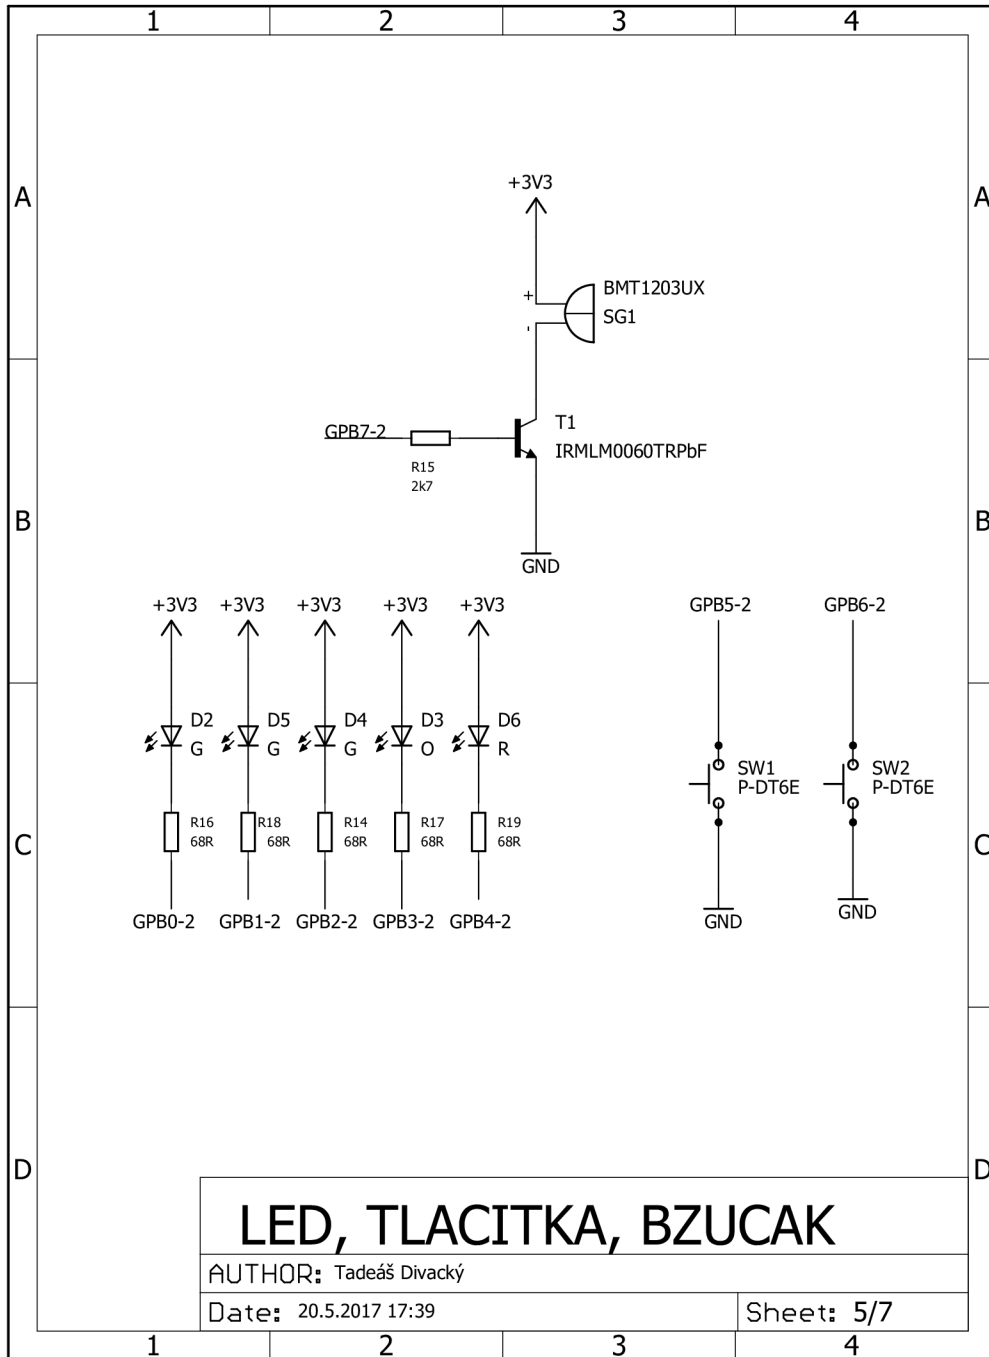 1 2 3 4
A A
+3V3
+
BMT1203UX
SG1
-
T1
GPB7-2
IRMLM0060TRPbF
R15
2k7
B B
GND
+3V3 +3V3 +3V3 +3V3 +3V3 GPB5-2 GPB6-2
D2 D5 D4 D3 D6
G G G O R
SW1 SW2
P-DT6E P-DT6E
R16 R18 R14 R17 R19
68R 68R 68R 68R 68R
C C
GPB0-2 GPB1-2 GPB2-2 GPB3-2 GPB4-2 GND GND
D D
LED, TLACITKA, BZUCAK
AUTHOR: Tadeáš Divacký
Date: 20.5.2017 17:39 Sheet: 5/7
1 2 3 4